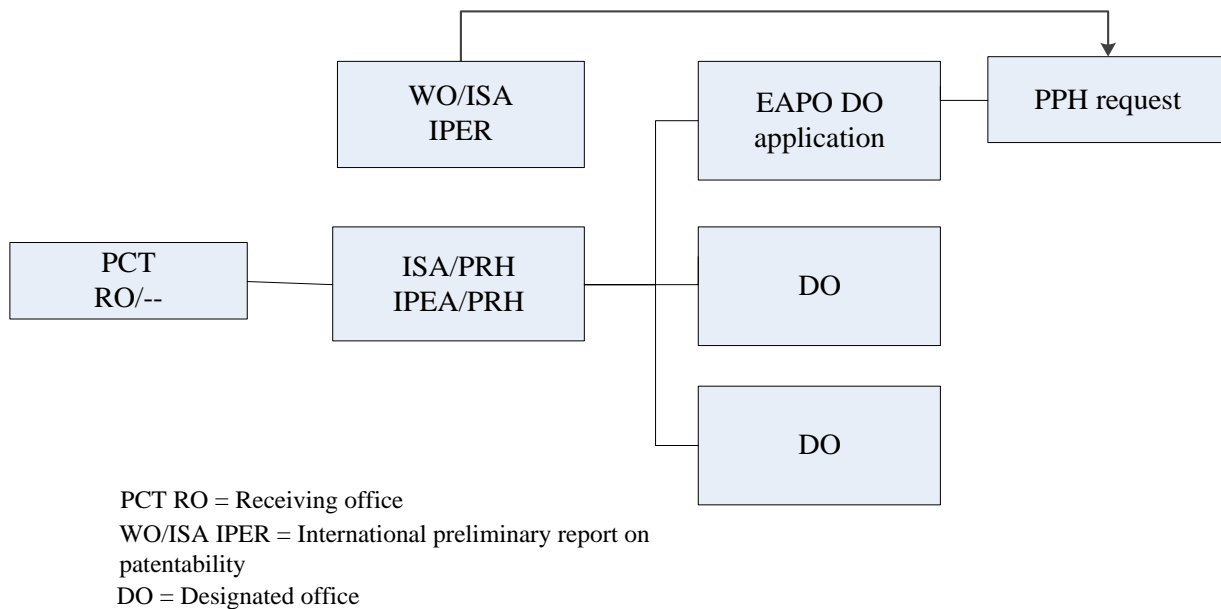 WO/ISA
IPER
EAPO DO
application
PPH request
PCT
RO/--
ISA/PRH
IPEA/PRH
DO
DO
PCT RO = Receiving office
WO/ISA IPER = International preliminary report on
patentability
DO = Designated office